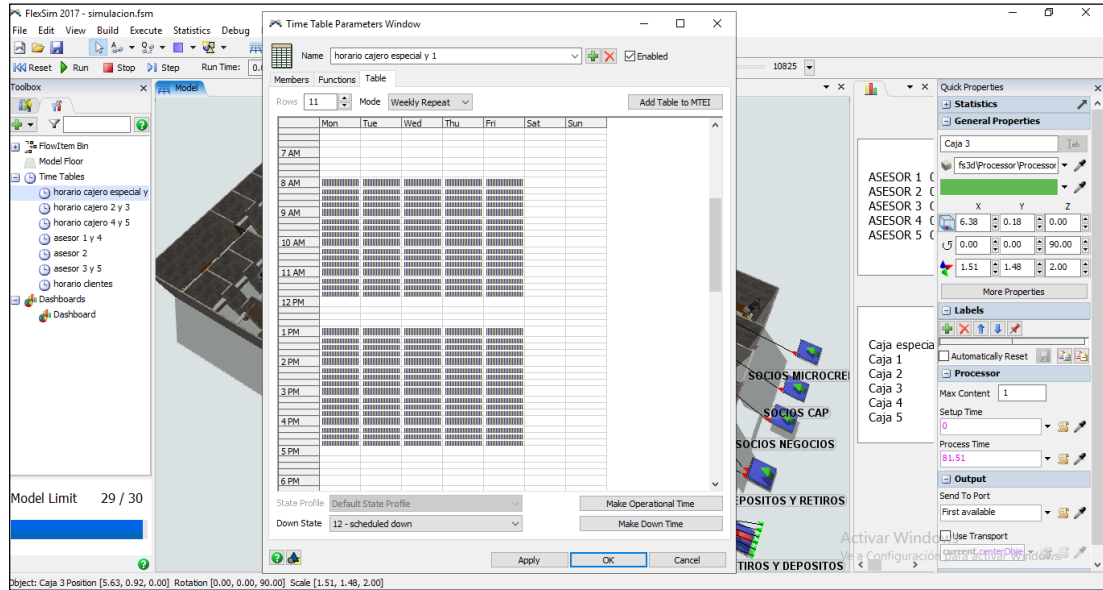 FlexSim 2017 - simulacion.fsm
File Edit View Build Execute Statistics Debug
Reset Run Stop Step Run Time: 0.0
10825
Toolbox
Model
FlowItem Bin
Model Floor
Time Tables
horario cajero especial y
horario cajero 2 y 3
horario cajero 4 y 5
asesor 1 y 4
asesor 2
asesor 3 y 5
horario clientes
Dashboards
Dashboard
Model Limit 29 / 30
Time Table Parameters Window
Name horario cajero especial y 1 Enabled
Members Functions Table
Rows 11 Mode Weekly Repeat Add Table to MTEI
Mon Tue Wed Thu Fri Sat Sun
7 AM
8 AM
9 AM
10 AM
11 AM
12 PM
1 PM
2 PM
3 PM
4 PM
5 PM
6 PM
State Profile Default State Profile Make Operational Time
Down State 12 - scheduled down Make Down Time
Apply OK Cancel
SOCIOS MICROCRE
SOCIOS CAP
SOCIOS NEGOCIOS
EPOSITOS Y RETIROS
TIROS Y DEPOSITOS
ASESOR 1
ASESOR 2
ASESOR 3
ASESOR 4
ASESOR 5
Caja especia
Caja 1
Caja 2
Caja 3
Caja 4
Caja 5
Quick Properties
Statistics
General Properties
Caja 3
fs3d\Processor\Processor
X Y Z
6.38 0.18 0.00
0.00 0.00 90.00
1.51 1.48 2.00
More Properties
Labels
Automatically Reset
Processor
Max Content 1
Setup Time
0
Process Time
81.51
Output
Send To Port
First available
Use Transport
Activar Windows
Ve a Configuración para activar Windows.
Object: Caja 3 Position [5.63, 0.92, 0.00] Rotation [0.00, 0.00, 90.00] Scale [1.51, 1.48, 2.00]